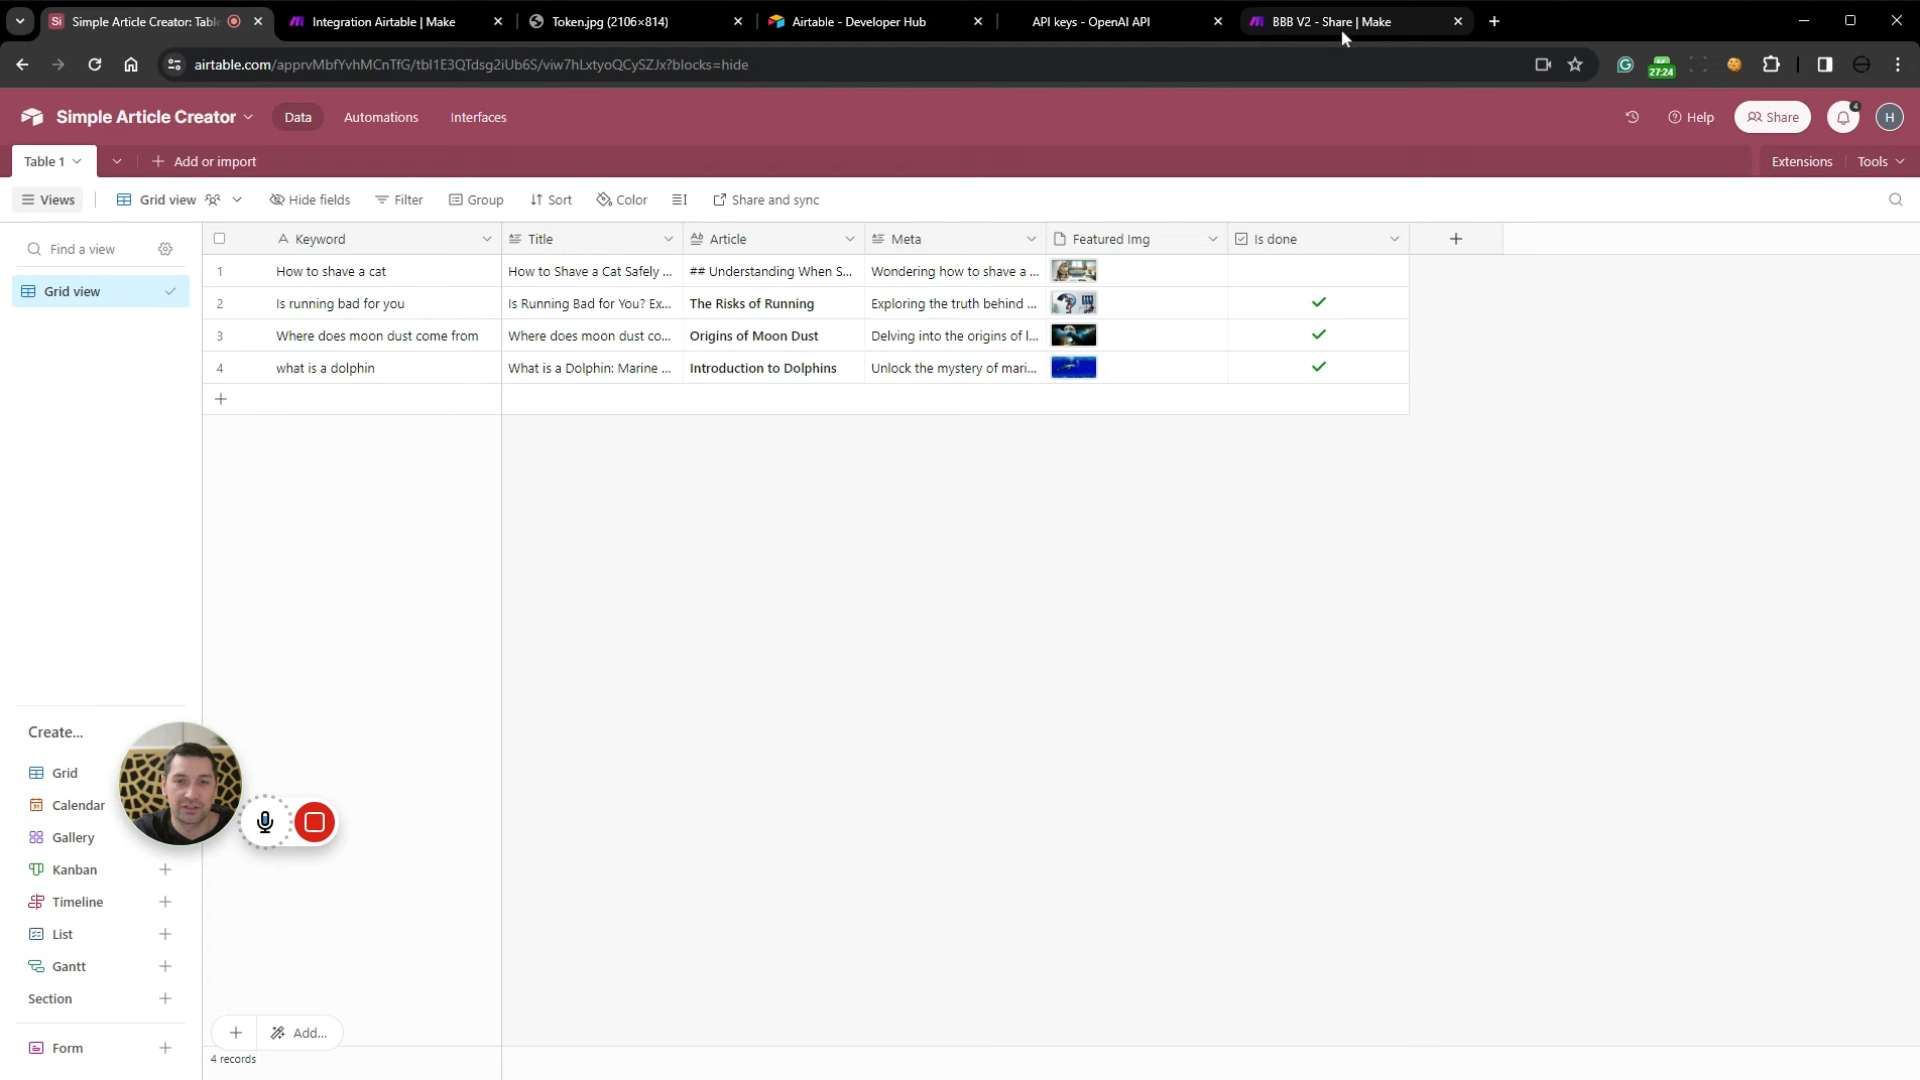 Si Simple Article Creator: Table
Integration Airtable | Make
Token.jpg (2106×814)
Airtable - Developer Hub
API keys - OpenAI API
BBB V2 - Share | Make
airtable.com/apprvMbfYvhMCnTfG/tbl1E3QTdsg2iUb6S/viw7hLxtyoQCySZJx?blocks=hide
27:24
Simple Article Creator
Data
Automations
Interfaces
Help
Share
4
H
Table 1
Add or import
Extensions
Tools
Views
Grid view
Hide fields
Filter
Group
Sort
Color
Share and sync
Find a view
Keyword
Title
Article
Meta
Featured Img
Is done
1 How to shave a cat How to Shave a Cat Safely ... ## Understanding When S... Wondering how to shave a ...
Grid view
2 Is running bad for you Is Running Bad for You? Ex... The Risks of Running Exploring the truth behind ...
3 Where does moon dust come from Where does moon dust co... Origins of Moon Dust Delving into the origins of l...
4 what is a dolphin What is a Dolphin: Marine ... Introduction to Dolphins Unlock the mystery of mari...
Create...
Grid
Calendar
Gallery
Kanban
Timeline
List
Gantt
Section
Form
Add...
4 records